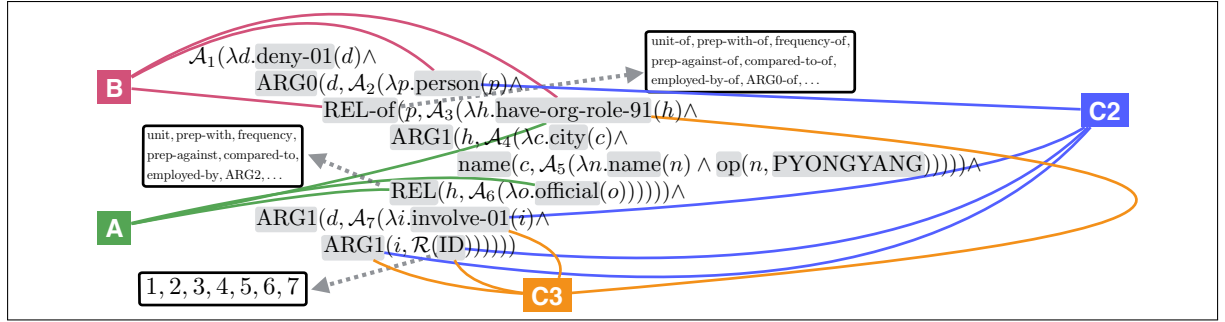 𝒜₁(λd.deny-01(d)∧
unit-of, prep-with-of, frequency-of,
prep-against-of, compared-to-of,
employed-by-of, ARG0-of, …
B
ARG0(d, 𝒜₂(λp.person(p)∧
REL-of(p, 𝒜₃(λh.have-org-role-91(h)∧
C2
unit, prep-with, frequency,
prep-against, compared-to,
employed-by, ARG2, …
ARG1(h, 𝒜₄(λc.city(c)∧
name(c, 𝒜₅(λn.name(n) ∧ op(n, PYONGYANG)))))∧
REL(h, 𝒜₆(λo.official(o))))))∧
A
ARG1(d, 𝒜₇(λi.involve-01(i)∧
ARG1(i, ℛ(ID))))))
1, 2, 3, 4, 5, 6, 7
C3